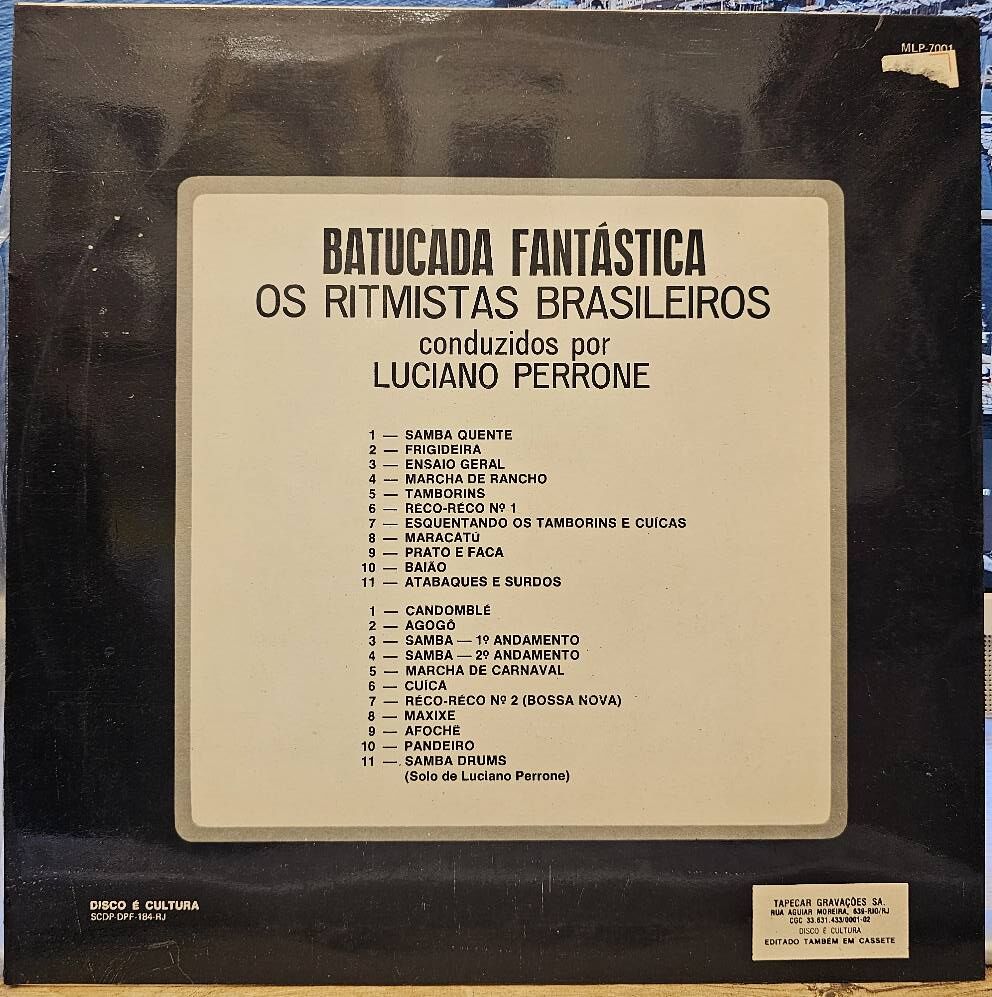 MLP-7001
BATUCADA FANTÁSTICA
OS RITMISTAS BRASILEIROS
conduzidos por
LUCIANO PERRONE
1 — SAMBA QUENTE
2 — FRIGIDEIRA
3 — ENSAIO GERAL
4 — MARCHA DE RANCHO
5 — TAMBORINS
6 — RÉCO-RÉCO Nº 1
7 — ESQUENTANDO OS TAMBORINS E CUÍCAS
8 — MARACATÚ
9 — PRATO E FACA
10 — BAIÃO
11 — ATABAQUES E SURDOS
1 — CANDOMBLÉ
2 — AGOGÔ
3 — SAMBA — 1º ANDAMENTO
4 — SAMBA — 2º ANDAMENTO
5 — MARCHA DE CARNAVAL
6 — CUÍCA
7 — RÉCO-RÉCO Nº 2 (BOSSA NOVA)
8 — MAXIXE
9 — AFOCHÊ
10 — PANDEIRO
11 — SAMBA DRUMS
(Solo de Luciano Perrone)
DISCO É CULTURA
SCDP-DPF-184-RJ
TAPECAR GRAVAÇÕES SA.
RUA AGUIAR MOREIRA, 639-RIO/RJ
CGC 33.631.433/0001-02
DISCO É CULTURA
EDITADO TAMBÉM EM CASSETE